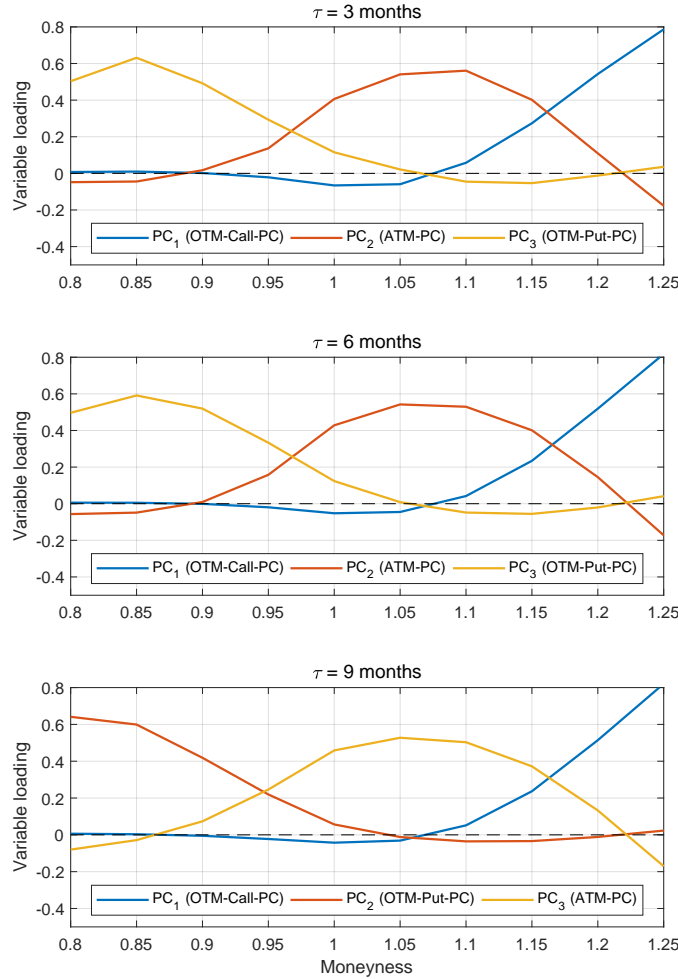 τ = 3 months
0.8
0.6
0.4
0.2
0
-0.2
-0.4
Variable loading
PC1 (OTM-Call-PC) PC2 (ATM-PC) PC3 (OTM-Put-PC)
0.8 0.85 0.9 0.95 1 1.05 1.1 1.15 1.2 1.25
τ = 6 months
0.8
0.6
0.4
0.2
0
-0.2
-0.4
Variable loading
PC1 (OTM-Call-PC) PC2 (ATM-PC) PC3 (OTM-Put-PC)
0.8 0.85 0.9 0.95 1 1.05 1.1 1.15 1.2 1.25
τ = 9 months
0.8
0.6
0.4
0.2
0
-0.2
-0.4
Variable loading
PC1 (OTM-Call-PC) PC2 (OTM-Put-PC) PC3 (ATM-PC)
0.8 0.85 0.9 0.95 1 1.05 1.1 1.15 1.2 1.25
Moneyness